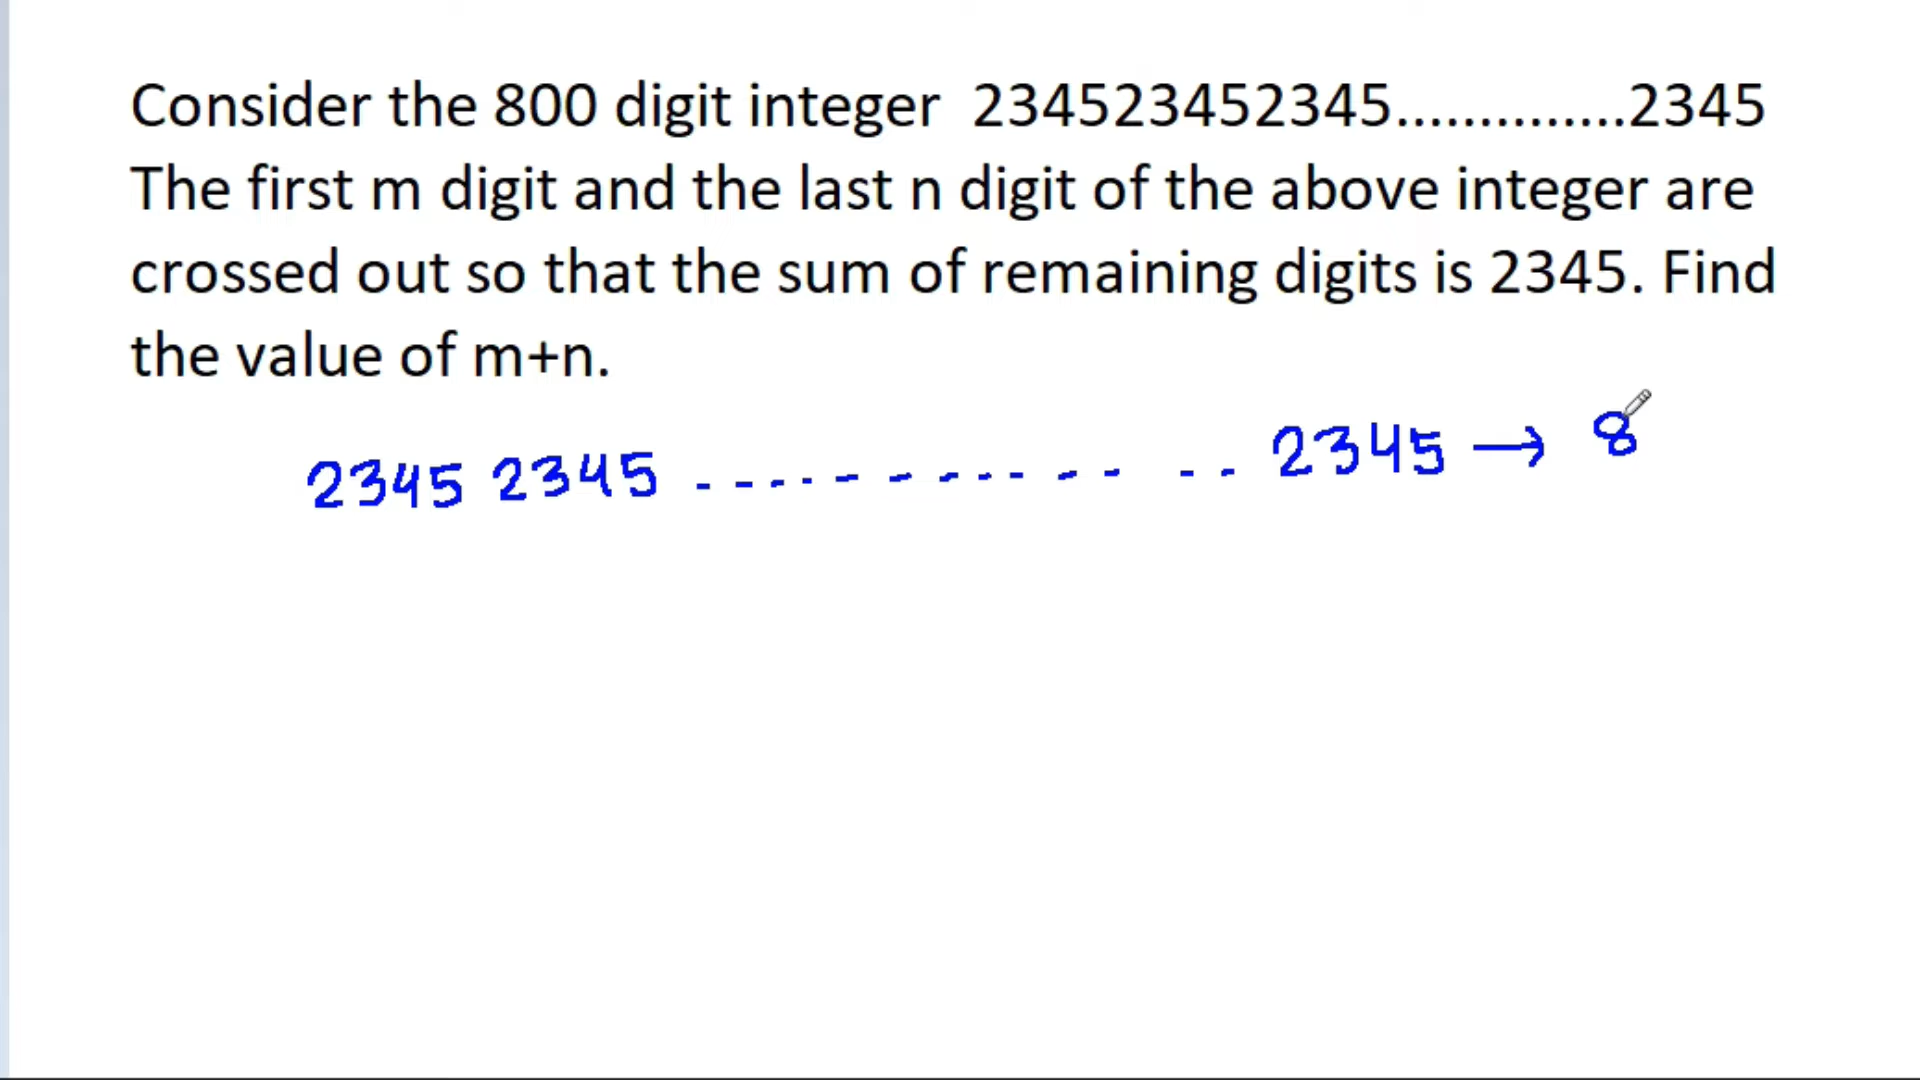 Consider the 800 digit integer 234523452345..............2345
The first m digit and the last n digit of the above integer are
crossed out so that the sum of remaining digits is 2345. Find
the value of m+n.
2345 2345 - - - - - - - - - - - - - 2345 → 8